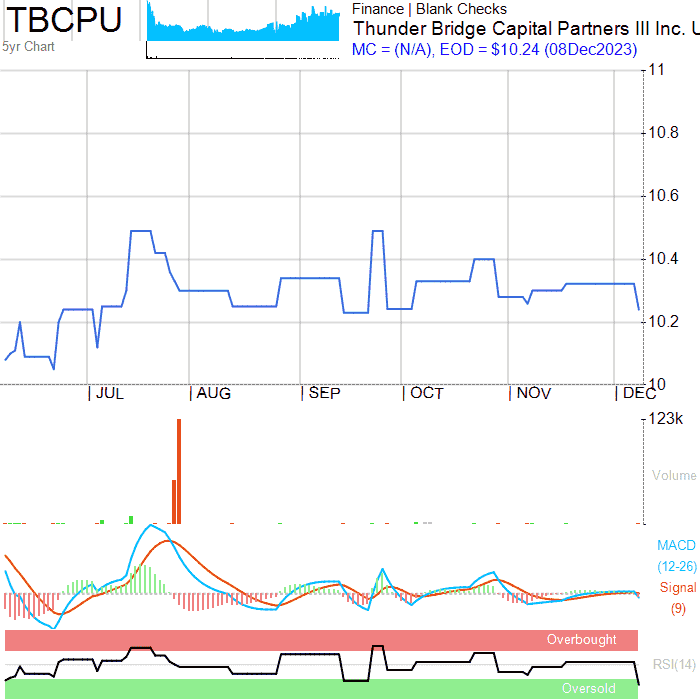 TBCPU
5yr Chart
Finance | Blank Checks
Thunder Bridge Capital Partners III Inc. U
MC = (N/A), EOD = $10.24 (08Dec2023)
11
10.8
10.6
10.4
10.2
10
JUL AUG SEP OCT NOV DEC
123k
Volume
MACD
(12-26)
Signal
(9)
Overbought
RSI(14)
Oversold